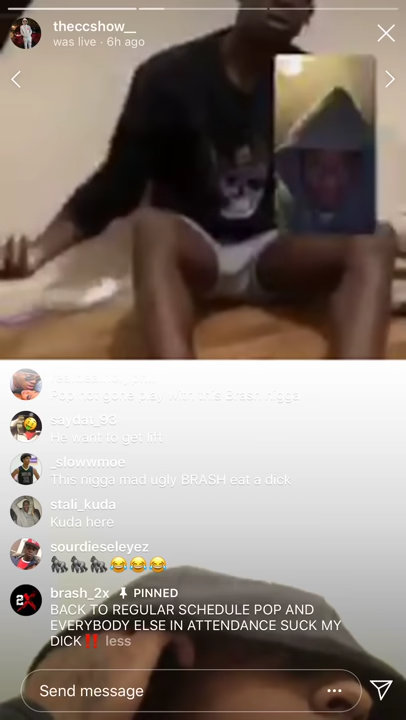 theccshow__
was live · 6h ago
Pop not gone play with this Brash nigga
saydat_93
He want to get lift
_slowwmoe
This nigga mad ugly BRASH eat a dick
stali_kuda
Kuda here
sourdieseleyez
🦍🦍🦍😂😂😂
brash_2x PINNED
BACK TO REGULAR SCHEDULE POP AND
EVERYBODY ELSE IN ATTENDANCE SUCK MY
DICK‼️ less
Send message